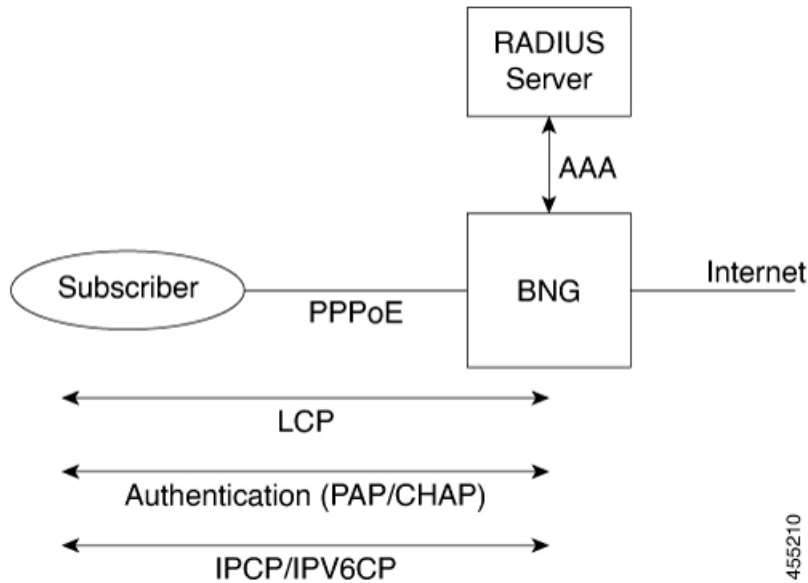 RADIUS
Server
AAA
Subscriber
PPPoE
BNG
Internet
LCP
Authentication (PAP/CHAP)
IPCP/IPV6CP
455210